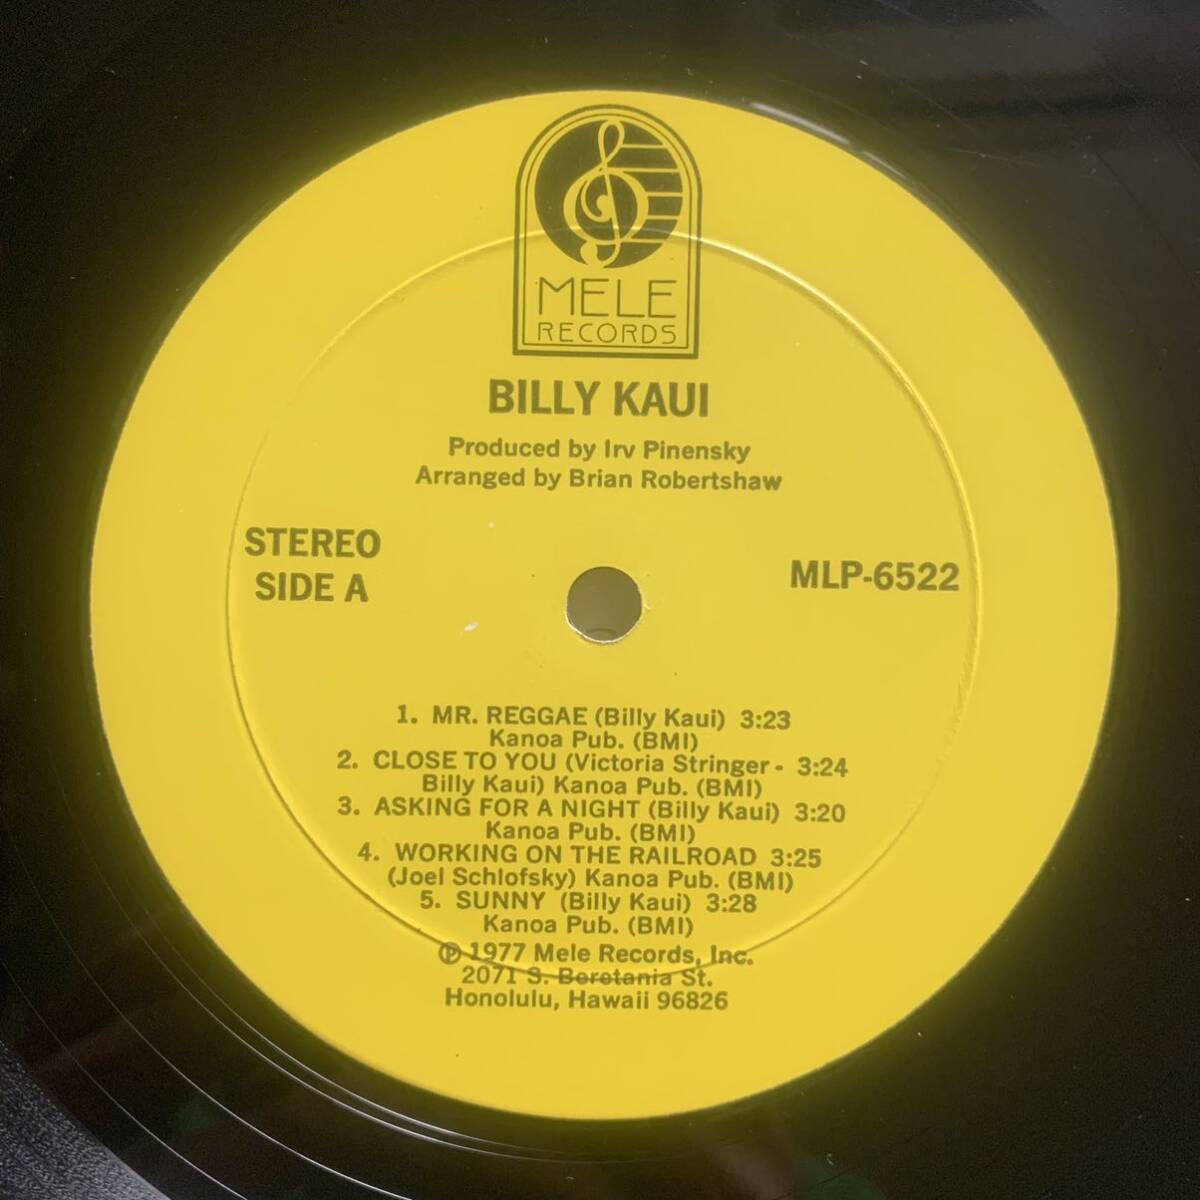 MELE
RECORDS
BILLY KAUI
Produced by Irv Pinensky
Arranged by Brian Robertshaw
STEREO
SIDE A
MLP-6522
1. MR. REGGAE (Billy Kaui) 3:23
Kanoa Pub. (BMI)
2. CLOSE TO YOU (Victoria Stringer - 3:24
Billy Kaui) Kanoa Pub. (BMI)
3. ASKING FOR A NIGHT (Billy Kaui) 3:20
Kanoa Pub. (BMI)
4. WORKING ON THE RAILROAD 3:25
(Joel Schlofsky) Kanoa Pub. (BMI)
5. SUNNY (Billy Kaui) 3:28
Kanoa Pub. (BMI)
℗ 1977 Mele Records, Inc.
2071 S. Beretania St.
Honolulu, Hawaii 96826